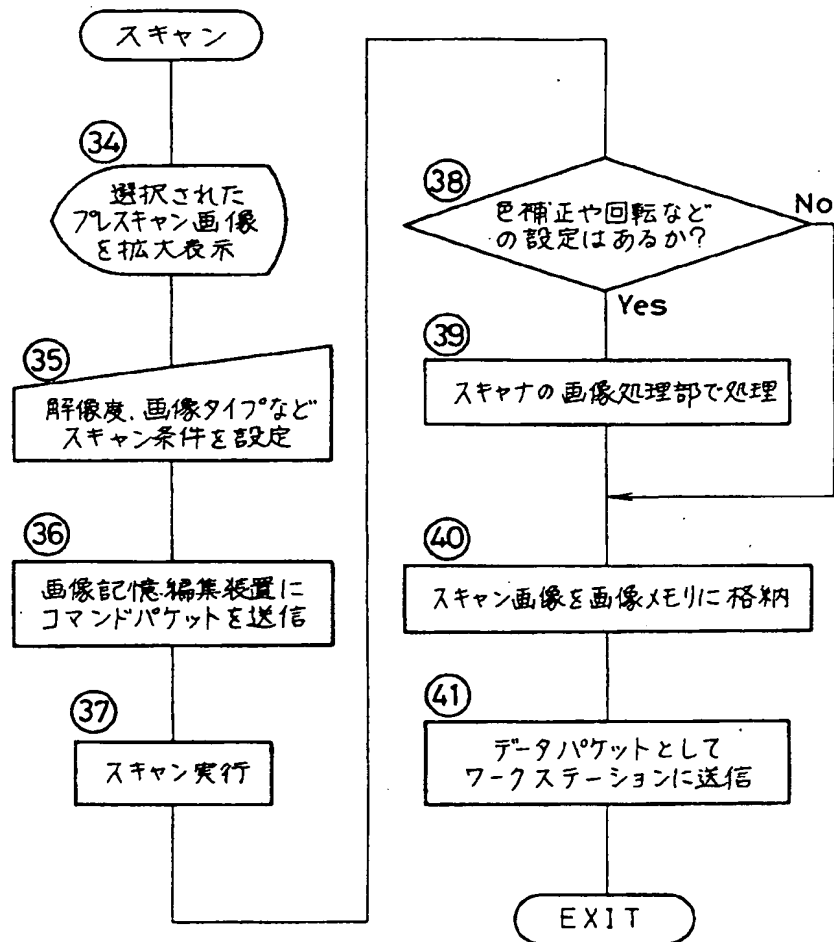 スキャン
34
選択された
プレスキャン画像
を拡大表示
35
解像度、画像タイプなど
スキャン条件を設定
36
画像記憶・編集装置に
コマンドパケットを送信
37
スキャン実行
38
色補正や回転など
の設定はあるか?
No
Yes
39
スキャナの画像処理部で処理
40
スキャン画像を画像メモリに格納
41
データパケットとして
ワークステーションに送信
EXIT